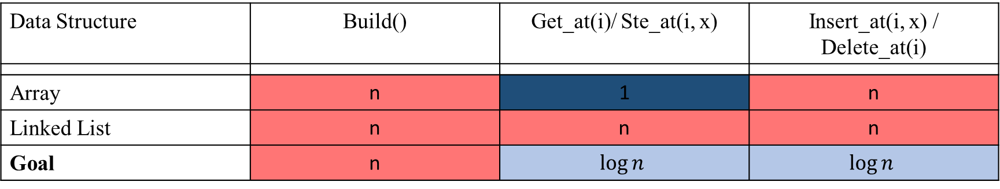 Data Structure Build() Get_at(i)/ Ste_at(i, x) Insert_at(i, x) /
Delete_at(i)
Array n 1 n
Linked List n n n
Goal n log n log n